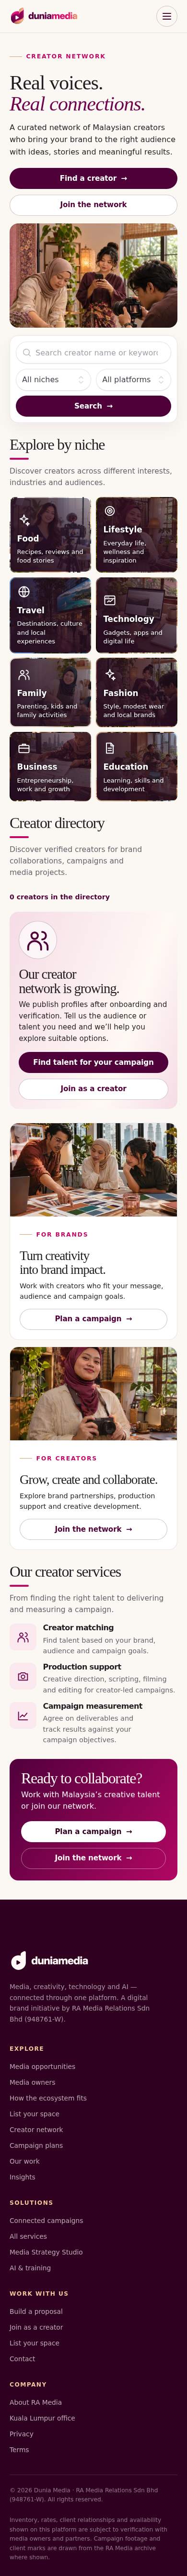 duniamedia
CREATOR NETWORK
Real voices.
Real connections.
A curated network of Malaysian creators
who bring your brand to the right audience
with ideas, stories and meaningful results.
Find a creator →
Join the network
Search creator name or keywon
All niches
All platforms
Search →
Explore by niche
Discover creators across different interests,
industries and audiences.
Food
Recipes, reviews and
food stories
Lifestyle
Everyday life,
wellness and
inspiration
Travel
Destinations, culture
and local
experiences
Technology
Gadgets, apps and
digital life
Family
Parenting, kids and
family activities
Fashion
Style, modest wear
and local brands
Business
Entrepreneurship,
work and growth
Education
Learning, skills and
development
Creator directory
Discover verified creators for brand
collaborations, campaigns and
media projects.
0 creators in the directory
Our creator
network is growing.
We publish profiles after onboarding and
verification. Tell us the audience or
talent you need and we’ll help you
explore suitable options.
Find talent for your campaign
Join as a creator
FOR BRANDS
Turn creativity
into brand impact.
Work with creators who fit your message,
audience and campaign goals.
Plan a campaign →
FOR CREATORS
Grow, create and collaborate.
Explore brand partnerships, production
support and creative development.
Join the network →
Our creator services
From finding the right talent to delivering
and measuring a campaign.
Creator matching
Find talent based on your brand,
audience and campaign goals.
Production support
Creative direction, scripting, filming
and editing for creator-led campaigns.
Campaign measurement
Agree on deliverables and
track results against your
campaign objectives.
Ready to collaborate?
Work with Malaysia’s creative talent
or join our network.
Plan a campaign →
Join the network →
duniamedia
Media, creativity, technology and AI —
connected through one platform. A digital
brand initiative by RA Media Relations Sdn
Bhd (948761-W).
EXPLORE
Media opportunities
Media owners
How the ecosystem fits
List your space
Creator network
Campaign plans
Our work
Insights
SOLUTIONS
Connected campaigns
All services
Media Strategy Studio
AI & training
WORK WITH US
Build a proposal
Join as a creator
List your space
Contact
COMPANY
About RA Media
Kuala Lumpur office
Privacy
Terms
© 2026 Dunia Media · RA Media Relations Sdn Bhd
(948761-W). All rights reserved.
Inventory, rates, client relationships and availability
shown on this platform are subject to verification with
media owners and partners. Campaign footage and
client marks are drawn from the RA Media archive
where shown.